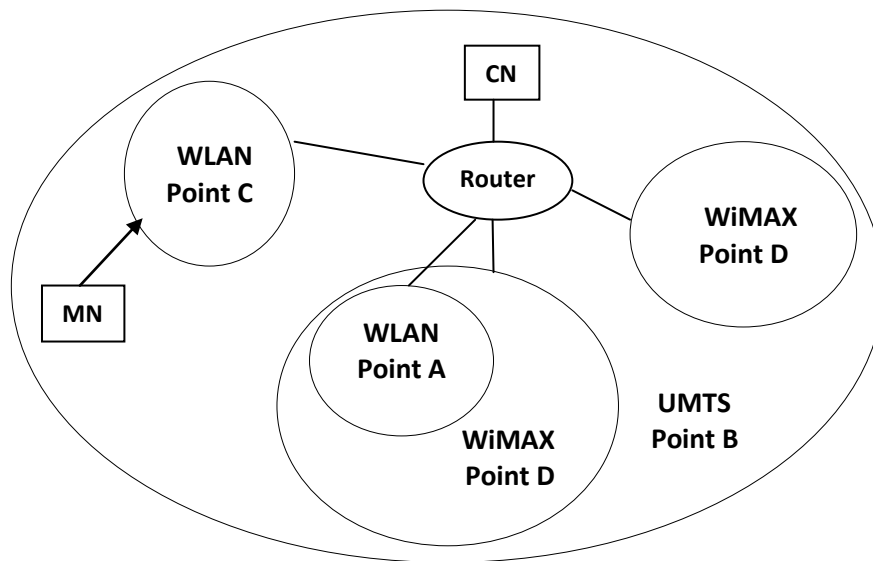 CN
WLAN
Point C
Router
WiMAX
Point D
MN
WLAN
Point A
UMTS
Point B
WiMAX
Point D